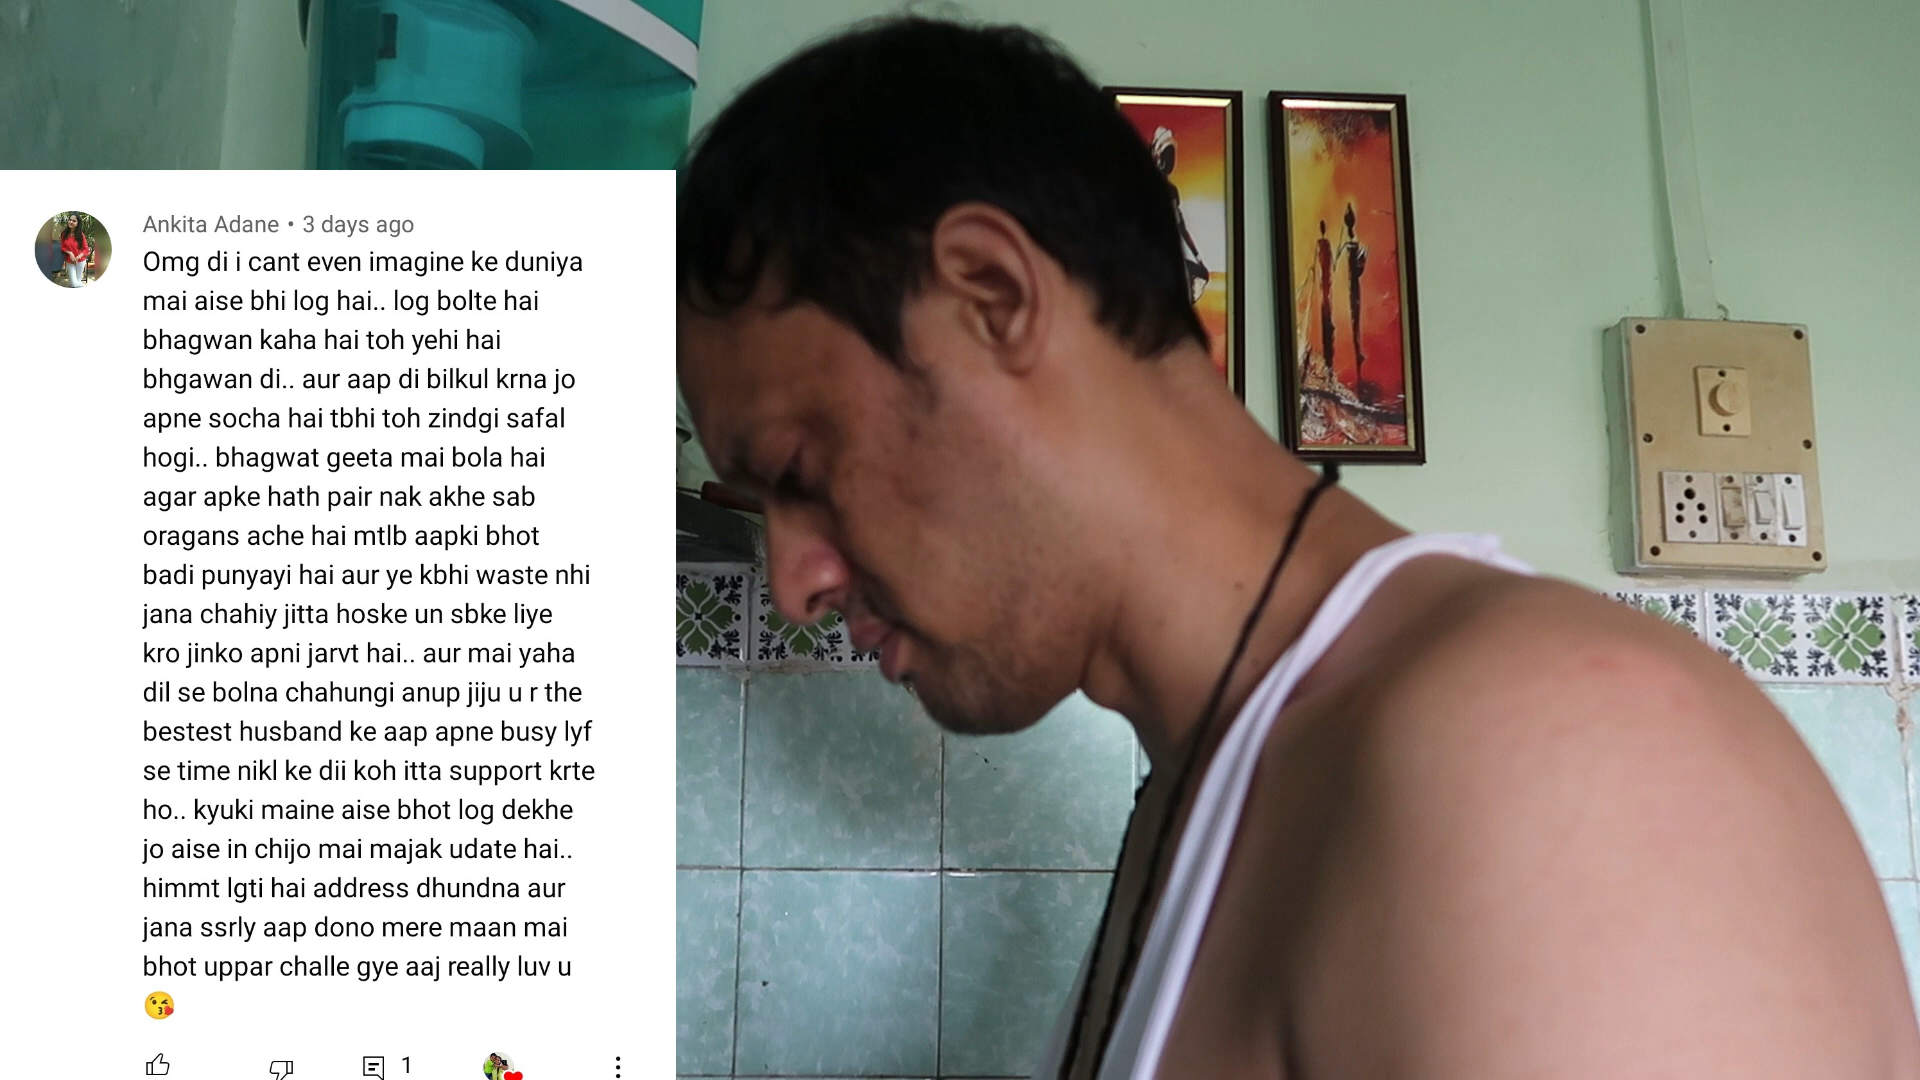 Ankita Adane • 3 days ago
Omg di i cant even imagine ke duniya
mai aise bhi log hai.. log bolte hai
bhagwan kaha hai toh yehi hai
bhgawan di.. aur aap di bilkul krna jo
apne socha hai tbhi toh zindgi safal
hogi.. bhagwat geeta mai bola hai
agar apke hath pair nak akhe sab
oragans ache hai mtlb aapki bhot
badi punyayi hai aur ye kbhi waste nhi
jana chahiy jitta hoske un sbke liye
kro jinko apni jarvt hai.. aur mai yaha
dil se bolna chahungi anup jiju u r the
bestest husband ke aap apne busy lyf
se time nikl ke dii koh itta support krte
ho.. kyuki maine aise bhot log dekhe
jo aise in chijo mai majak udate hai..
himmt lgti hai address dhundna aur
jana ssrly aap dono mere maan mai
bhot uppar challe gye aaj really luv u
😘
1